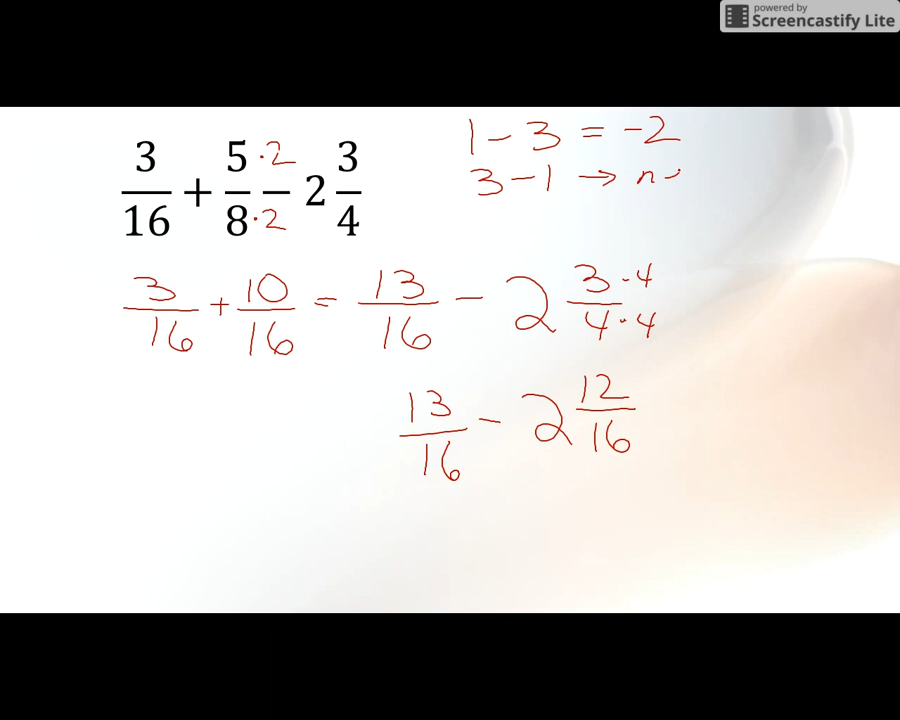 powered by
Screencastify Lite
1 - 3 = -2
3 - 1 →
3/16 + 5·2/8·2 - 2 3/4
3/16 + 10/16 = 13/16 - 2 3·4/4·4
13/16 - 2 12/16